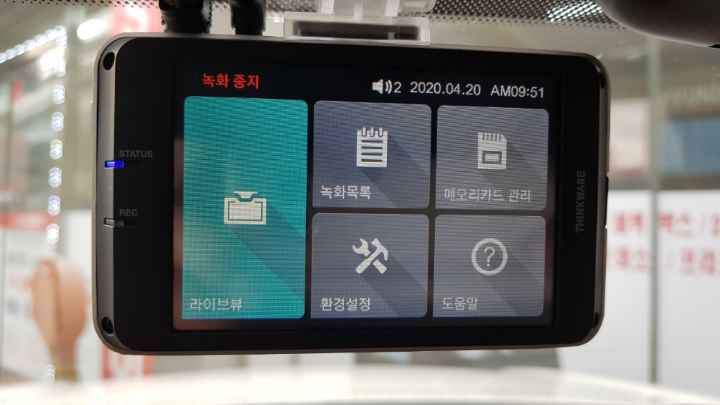 녹화 중지
2 2020.04.20 AM09:51
STATUS
REC
녹화목록
메모리카드 관리
라이브뷰
환경설정
도움말
THINKWARE